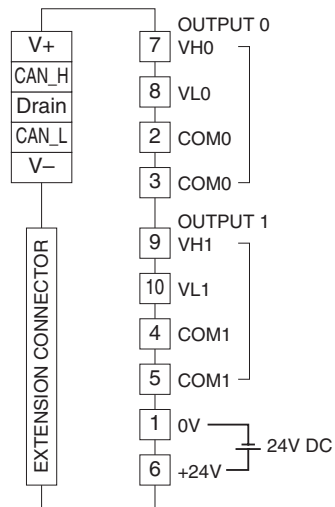 V+
CAN_H
Drain
CAN_L
V–
EXTENSION CONNECTOR
OUTPUT 0
7 VH0
8 VL0
2 COM0
3 COM0
OUTPUT 1
9 VH1
10 VL1
4 COM1
5 COM1
1 0V
24V DC
6 +24V